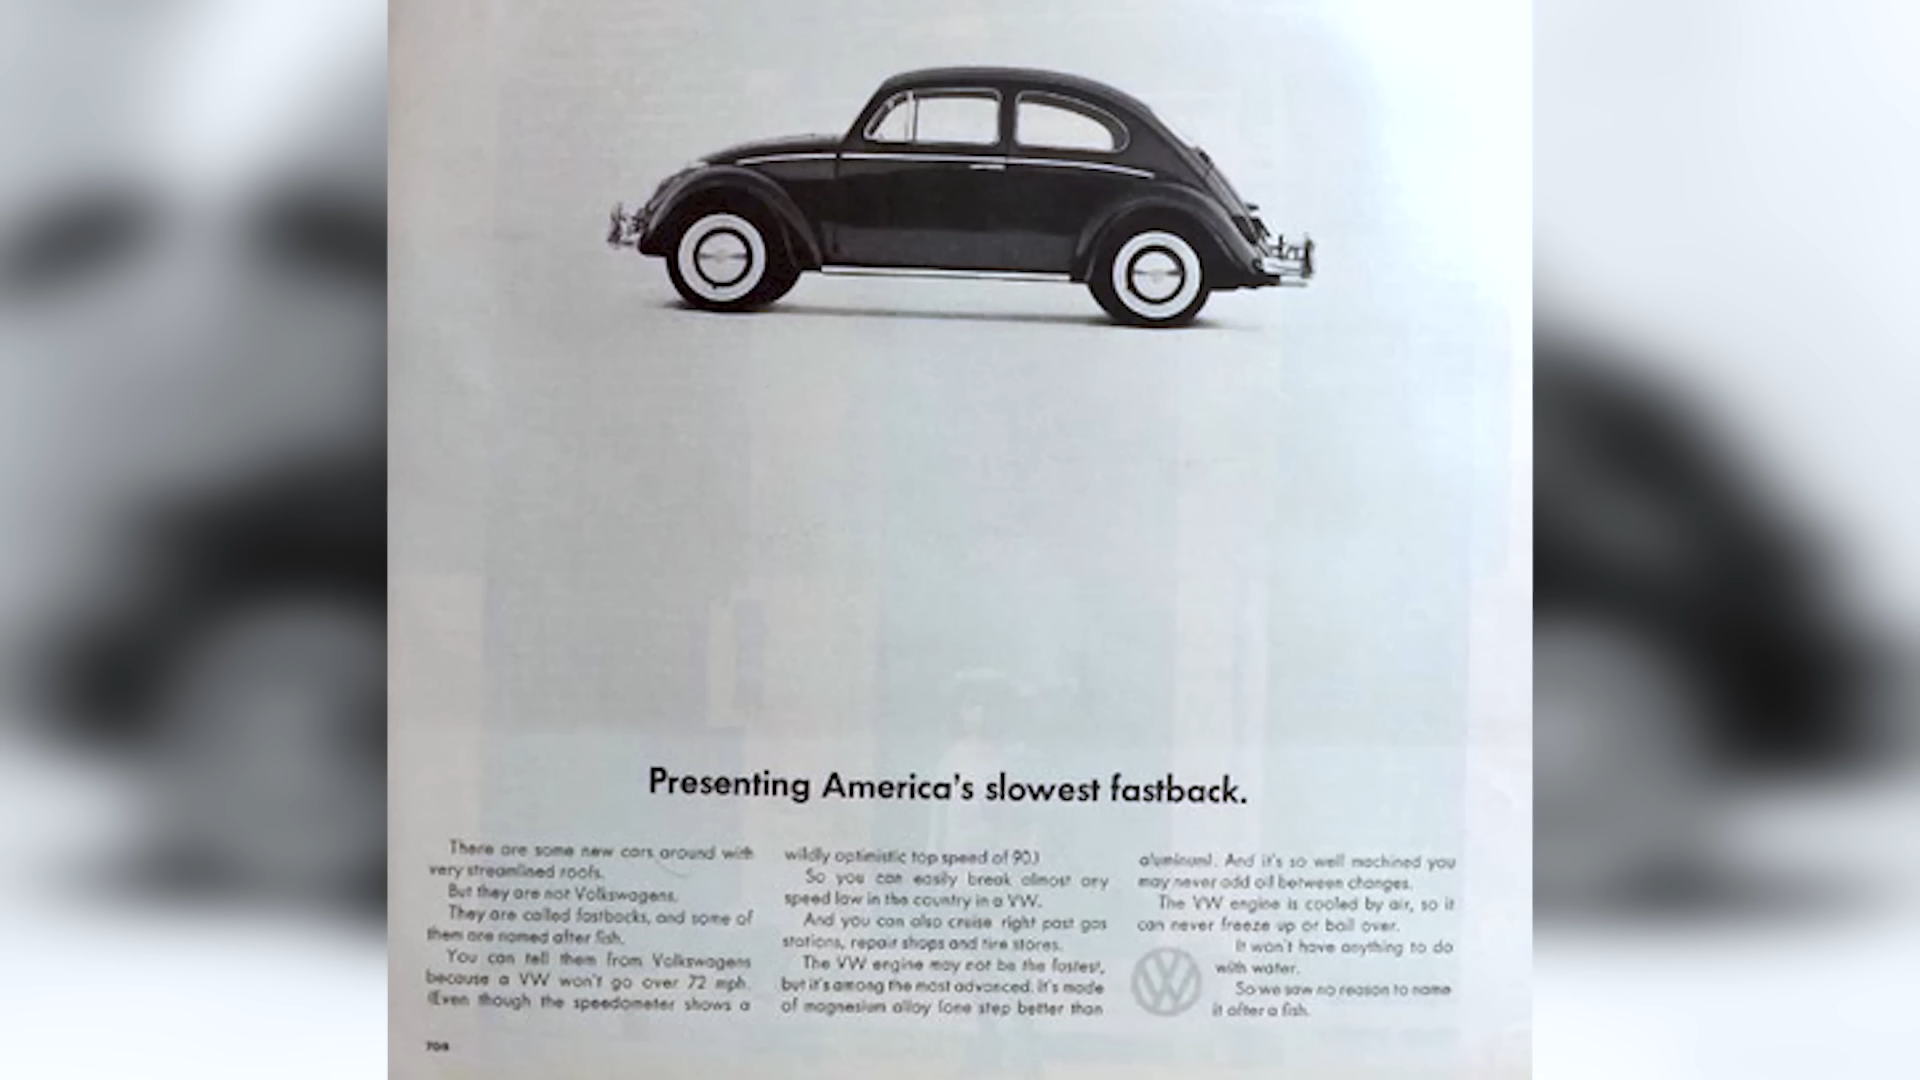 Presenting America's slowest fastback.
There are some new cars around with
very streamlined roofs.
But they are not Volkswagens.
They are called fastbacks, and some of
them are named after fish.
You can tell them from Volkswagens
because a VW won't go over 72 mph.
(Even though the speedometer shows a
wildly optimistic top speed of 90.)
So you can easily break almost any
speed law in the country in a VW.
And you can also cruise right past gas
stations, repair shops and tire stores.
The VW engine may not be the fastest,
but it's among the most advanced. It's made
of magnesium alloy (one step better than
aluminum). And it's so well machined you
may never add oil between changes.
The VW engine is cooled by air, so it
can never freeze up or boil over.
It won't have anything to do
with water.
So we saw no reason to name
it after a fish.
VW
708